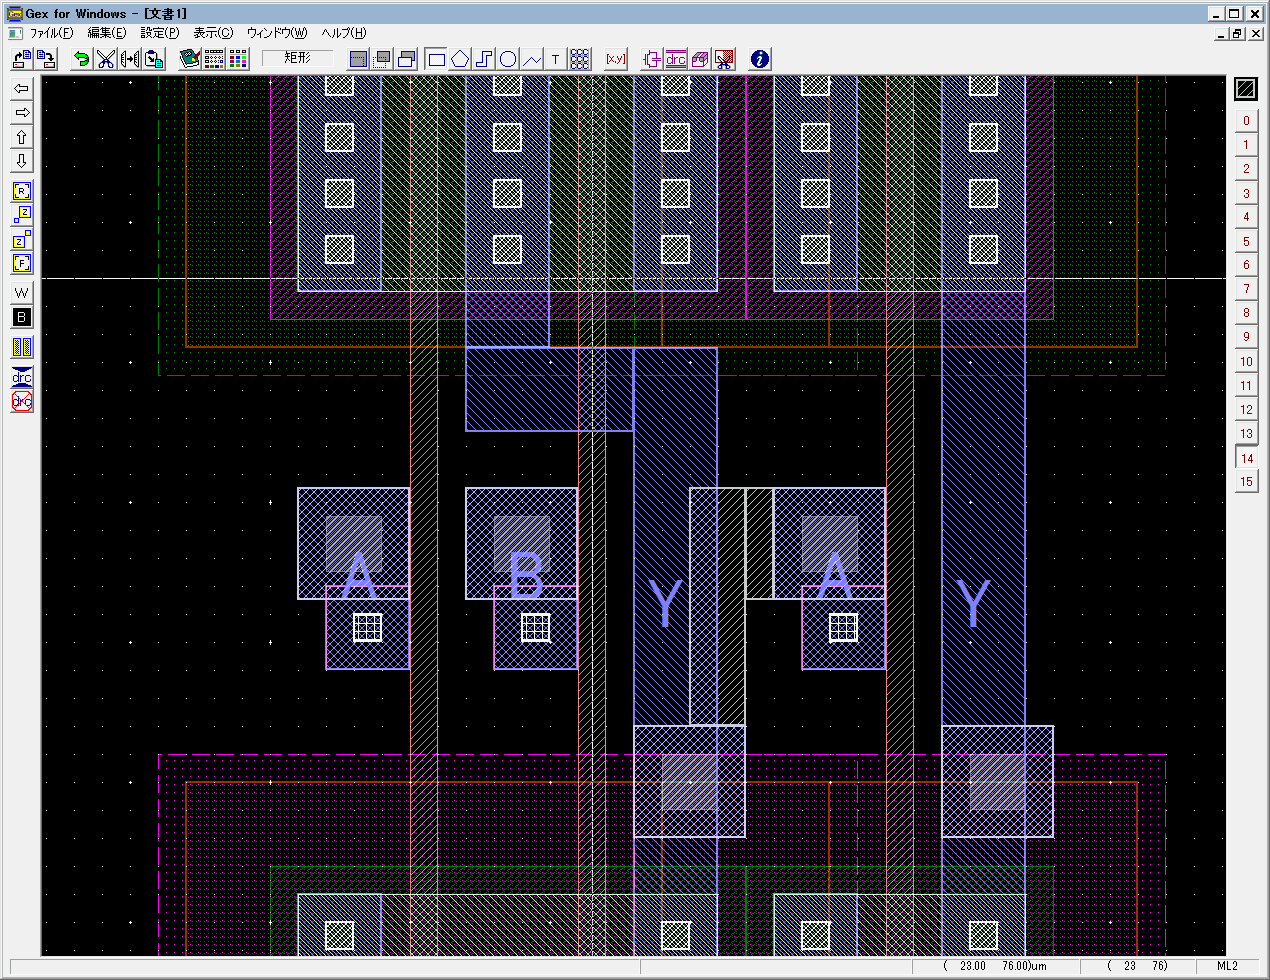 Gex for Windows - [文書1]
ファイル(F) 編集(E) 設定(P) 表示(C) ウィンドウ(W) ヘルプ(H)
矩形
T
[x,y]
drc
i
R
Z
Z
F
W
B
drc
drc
0
1
2
3
4
5
6
7
8
9
10
11
12
13
14
15
A B Y A Y
( 23.00 76.00)um ( 23 76) ML2